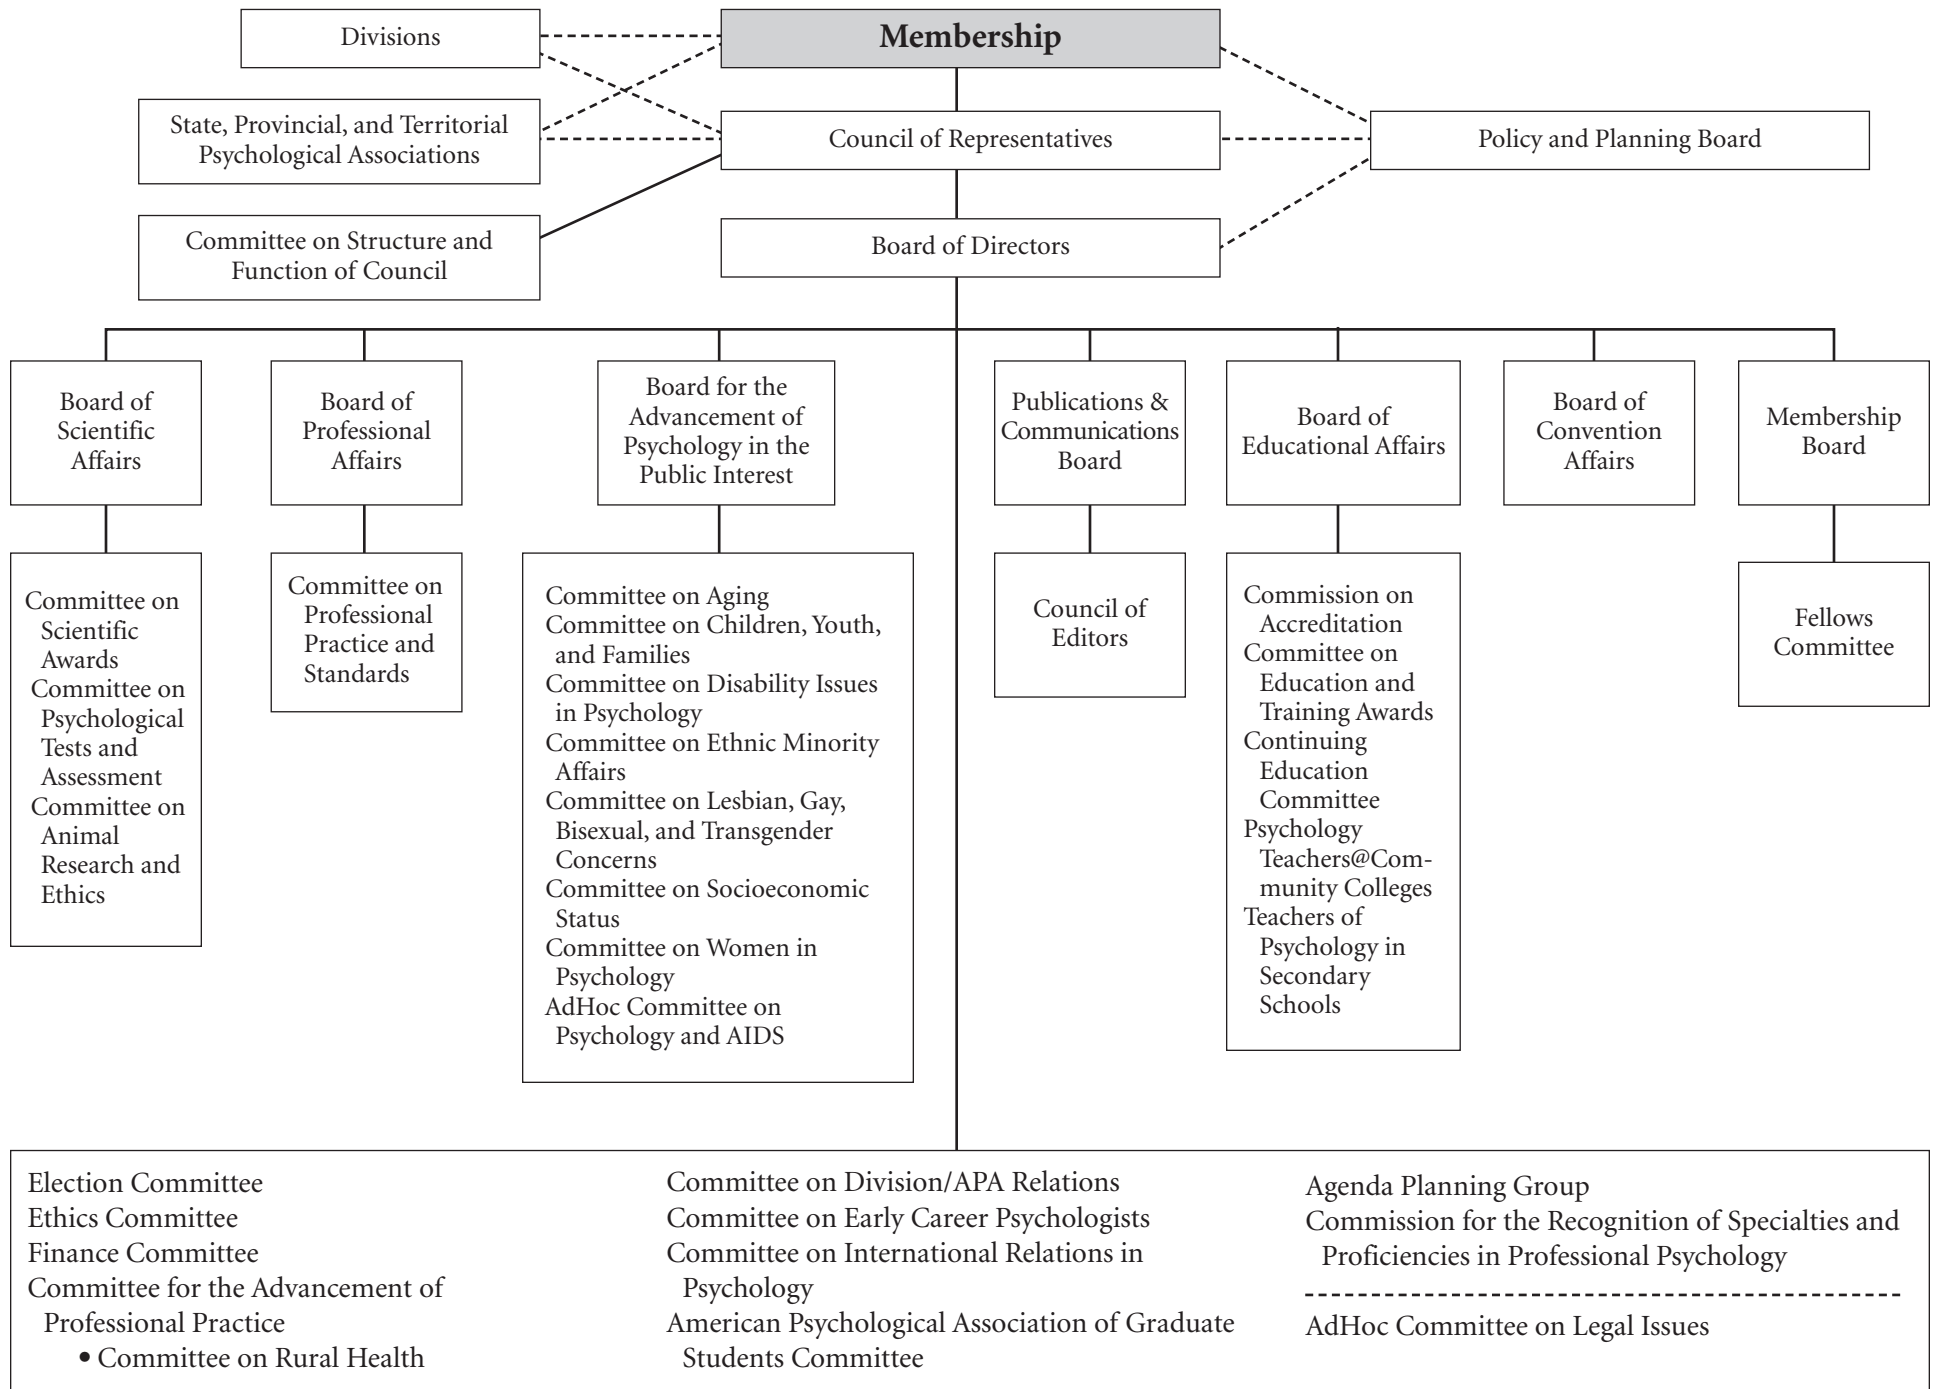 Divisions
Membership
State, Provincial, and Territorial
Psychological Associations
Council of Representatives
Policy and Planning Board
Committee on Structure and
Function of Council
Board of Directors
Board of
Scientific
Affairs
Board of
Professional
Affairs
Board for the
Advancement of
Psychology in the
Public Interest
Publications &
Communications
Board
Board of
Educational Affairs
Board of
Convention
Affairs
Membership
Board
Committee on
Scientific
Awards
Committee on
Psychological
Tests and
Assessment
Committee on
Animal
Research and
Ethics
Committee on
Professional
Practice and
Standards
Committee on Aging
Committee on Children, Youth,
and Families
Committee on Disability Issues
in Psychology
Committee on Ethnic Minority
Affairs
Committee on Lesbian, Gay,
Bisexual, and Transgender
Concerns
Committee on Socioeconomic
Status
Committee on Women in
Psychology
AdHoc Committee on
Psychology and AIDS
Council of
Editors
Commission on
Accreditation
Committee on
Education and
Training Awards
Continuing
Education
Committee
Psychology
Teachers@Com-
munity Colleges
Teachers of
Psychology in
Secondary
Schools
Fellows
Committee
Election Committee
Ethics Committee
Finance Committee
Committee for the Advancement of
Professional Practice
• Committee on Rural Health
Committee on Division/APA Relations
Committee on Early Career Psychologists
Committee on International Relations in
Psychology
American Psychological Association of Graduate
Students Committee
Agenda Planning Group
Commission for the Recognition of Specialties and
Proficiencies in Professional Psychology
AdHoc Committee on Legal Issues